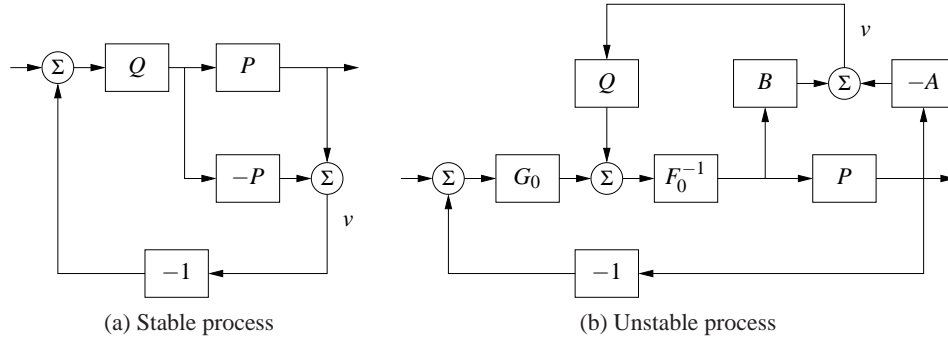 Σ Q P
−P Σ
v
−1
(a) Stable process
v
Q B Σ −A
Σ G₀ Σ F₀⁻¹ P
−1
(b) Unstable process